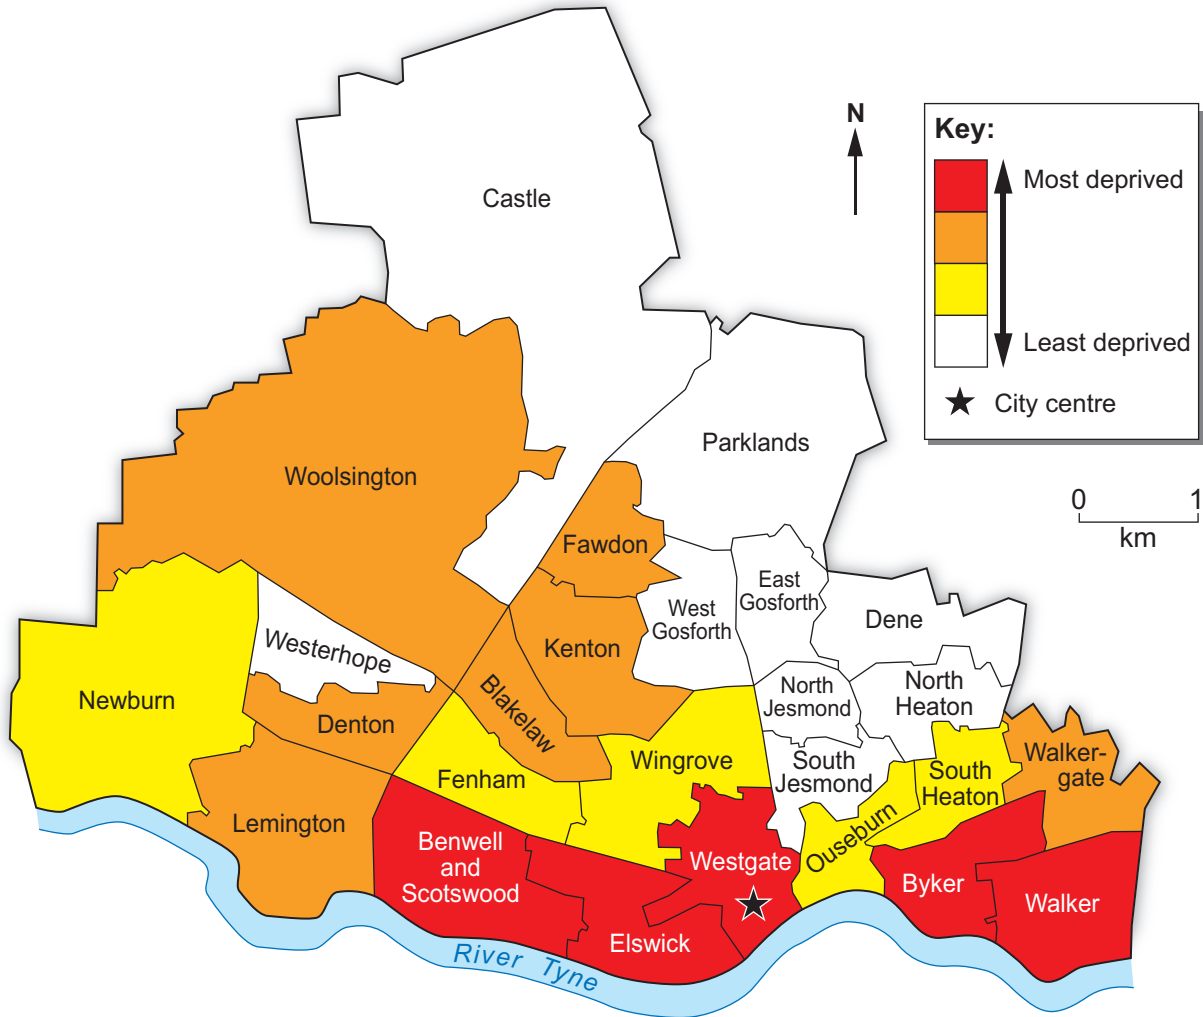 N
Key:
Most deprived
Least deprived
City centre
0
1
km
Castle
Parklands
Woolsington
Fawdon
East
Gosforth
West
Gosforth
Dene
Kenton
Westerhope
Newburn
Denton
Blakelaw
North
Jesmond
North
Heaton
Wingrove
South
Jesmond
South
Heaton
Walker-
gate
Fenham
Lemington
Ouseburn
Benwell
and
Scotswood
Westgate
Byker
Walker
Elswick
River Tyne